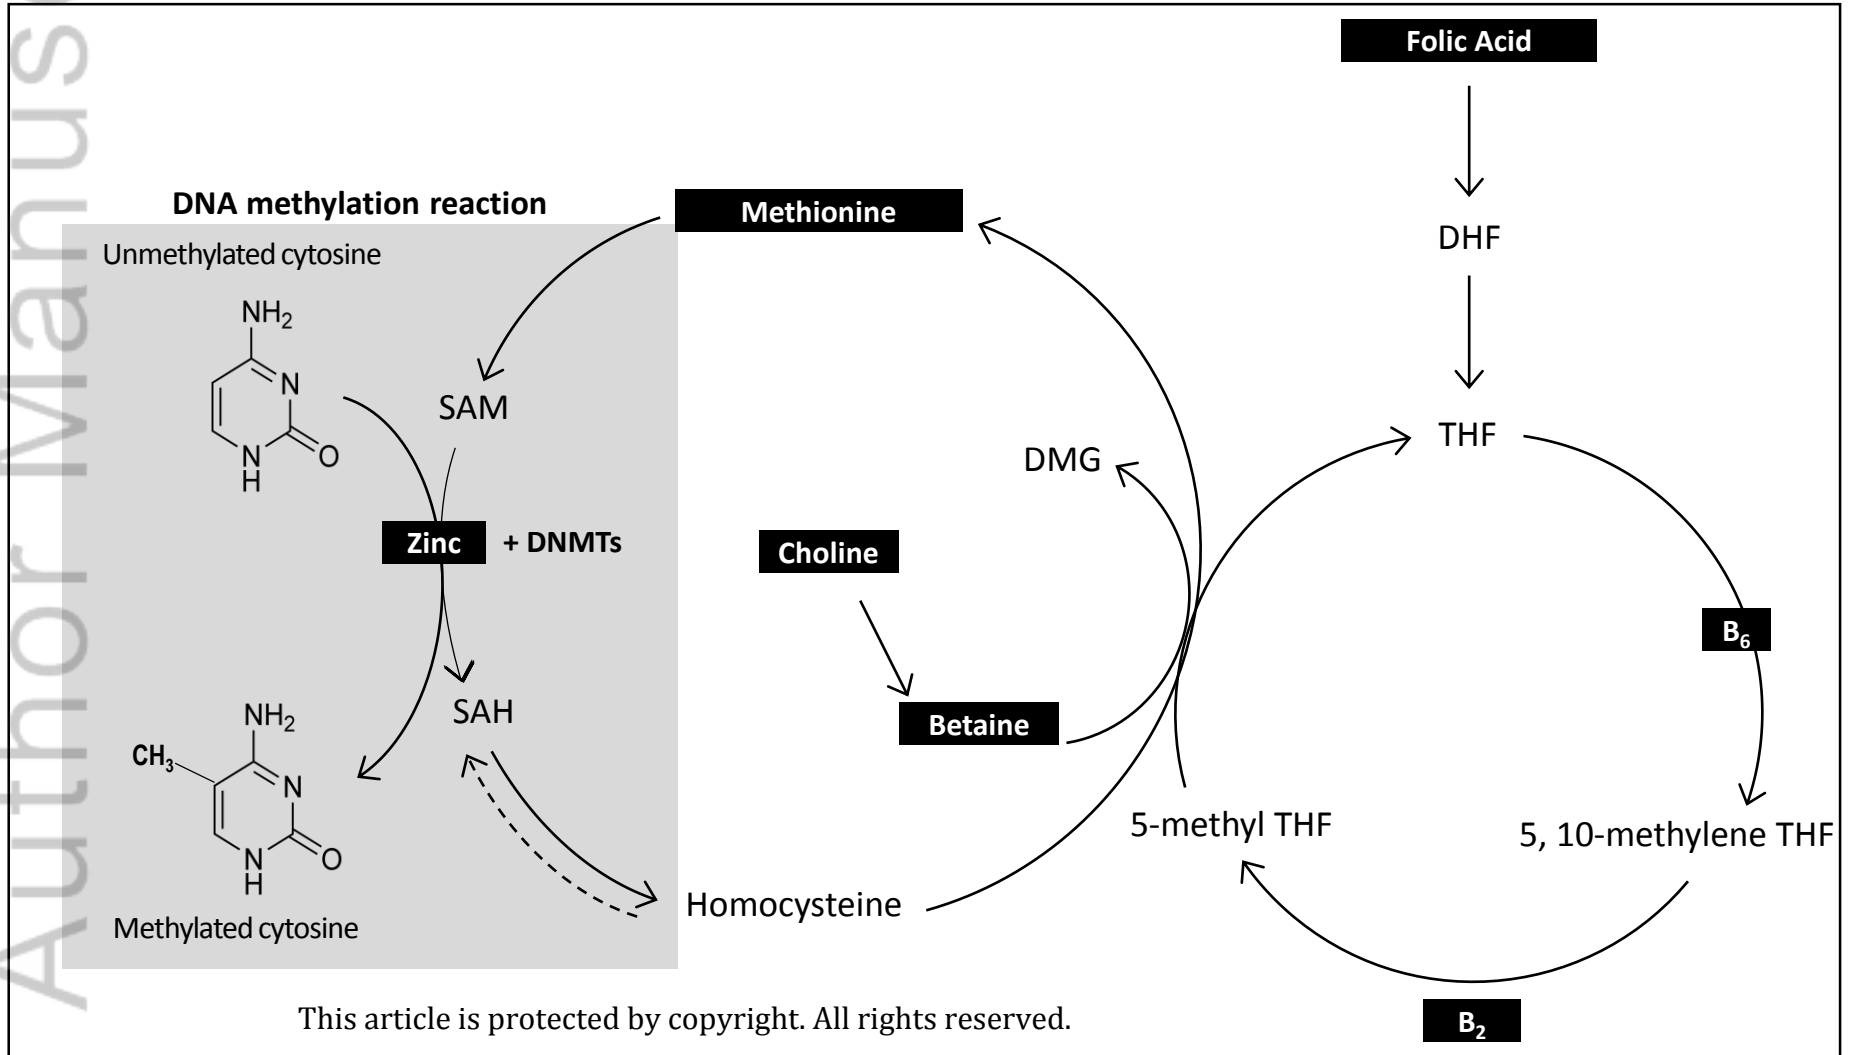 Author Manus
Folic Acid
DNA methylation reaction
Methionine
Unmethylated cytosine
DHF
NH2
N
O
N
H
SAM
THF
DMG
Zinc
+ DNMTs
Choline
B6
SAH
Betaine
NH2
CH3
N
O
N
H
5-methyl THF
5, 10-methylene THF
Homocysteine
Methylated cytosine
This article is protected by copyright. All rights reserved.
B2